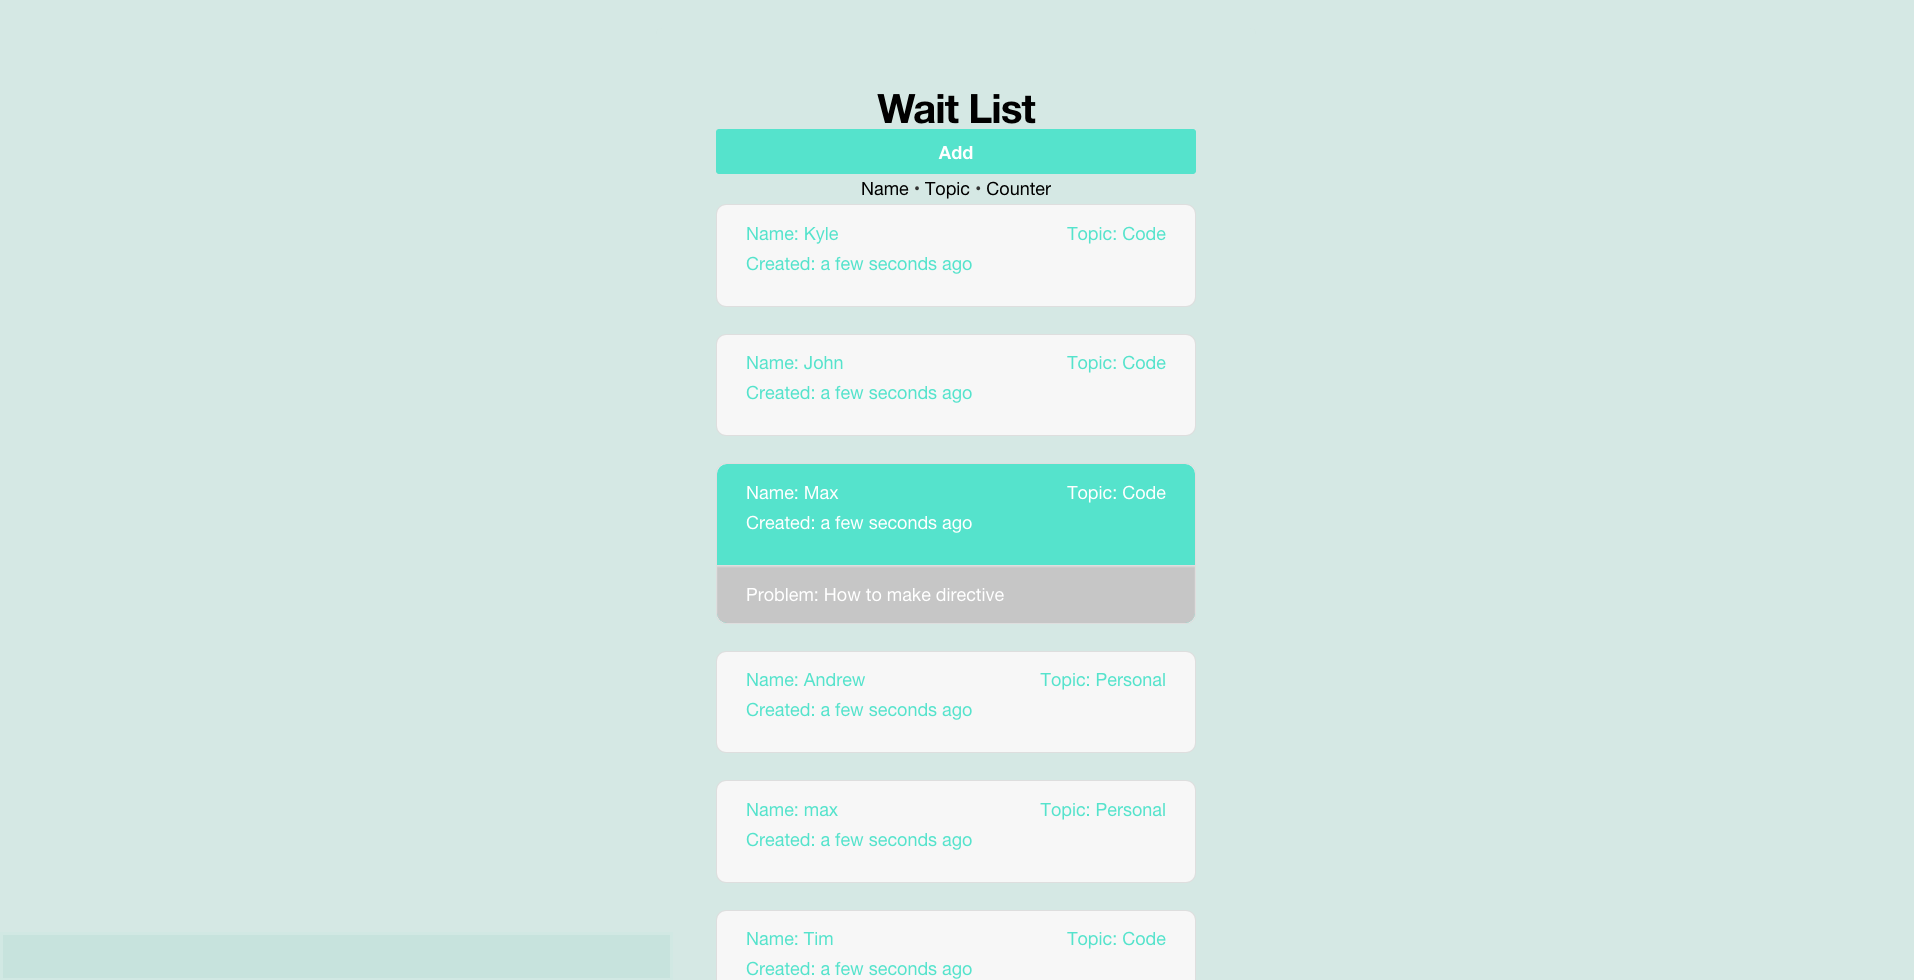 Wait List
Add
Name • Topic • Counter
Name: Kyle Topic: Code
Created: a few seconds ago
Name: John Topic: Code
Created: a few seconds ago
Name: Max Topic: Code
Created: a few seconds ago
Problem: How to make directive
Name: Andrew Topic: Personal
Created: a few seconds ago
Name: max Topic: Personal
Created: a few seconds ago
Name: Tim Topic: Code
Created: a few seconds ago